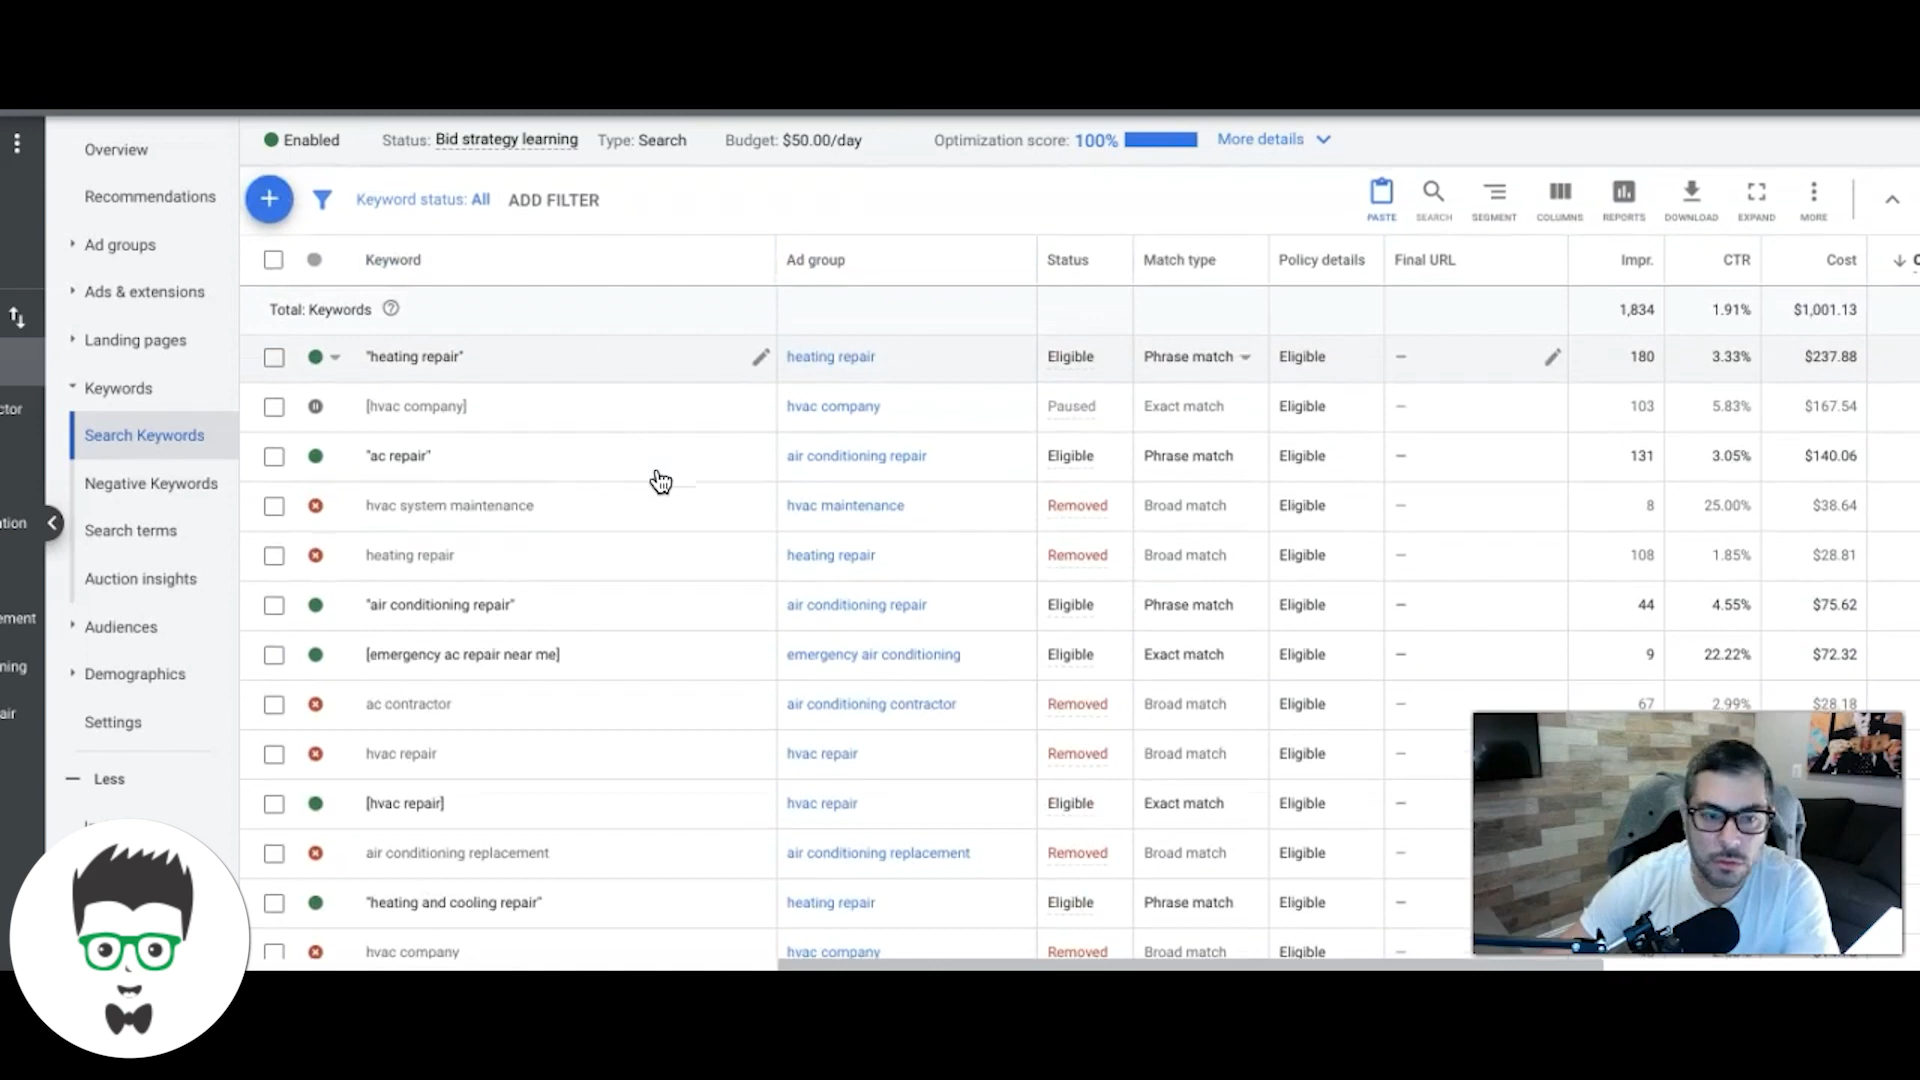 Enabled Status: Bid strategy learning Type: Search Budget: $50.00/day Optimization score: 100% More details
Overview
Recommendations
Ad groups
Ads & extensions
Landing pages
Keywords
Search Keywords
Negative Keywords
Search terms
Auction insights
Audiences
Demographics
Settings
Less
ctor
ation
ement
ning
air
Keyword status: All ADD FILTER
PASTE SEARCH SEGMENT COLUMNS REPORTS DOWNLOAD EXPAND MORE
Keyword Ad group Status Match type Policy details Final URL Impr. CTR Cost
Total: Keywords 1,834 1.91% $1,001.13
"heating repair" heating repair Eligible Phrase match Eligible – 180 3.33% $237.88
[hvac company] hvac company Paused Exact match Eligible – 103 5.83% $167.54
"ac repair" air conditioning repair Eligible Phrase match Eligible – 131 3.05% $140.06
hvac system maintenance hvac maintenance Removed Broad match Eligible – 8 25.00% $38.64
heating repair heating repair Removed Broad match Eligible – 108 1.85% $28.81
"air conditioning repair" air conditioning repair Eligible Phrase match Eligible – 44 4.55% $75.62
[emergency ac repair near me] emergency air conditioning Eligible Exact match Eligible – 9 22.22% $72.32
ac contractor air conditioning contractor Removed Broad match Eligible – 67 2.99% $28.18
hvac repair hvac repair Removed Broad match Eligible –
[hvac repair] hvac repair Eligible Exact match Eligible –
air conditioning replacement air conditioning replacement Removed Broad match Eligible –
"heating and cooling repair" heating repair Eligible Phrase match Eligible –
hvac company hvac company Removed Broad match Eligible –